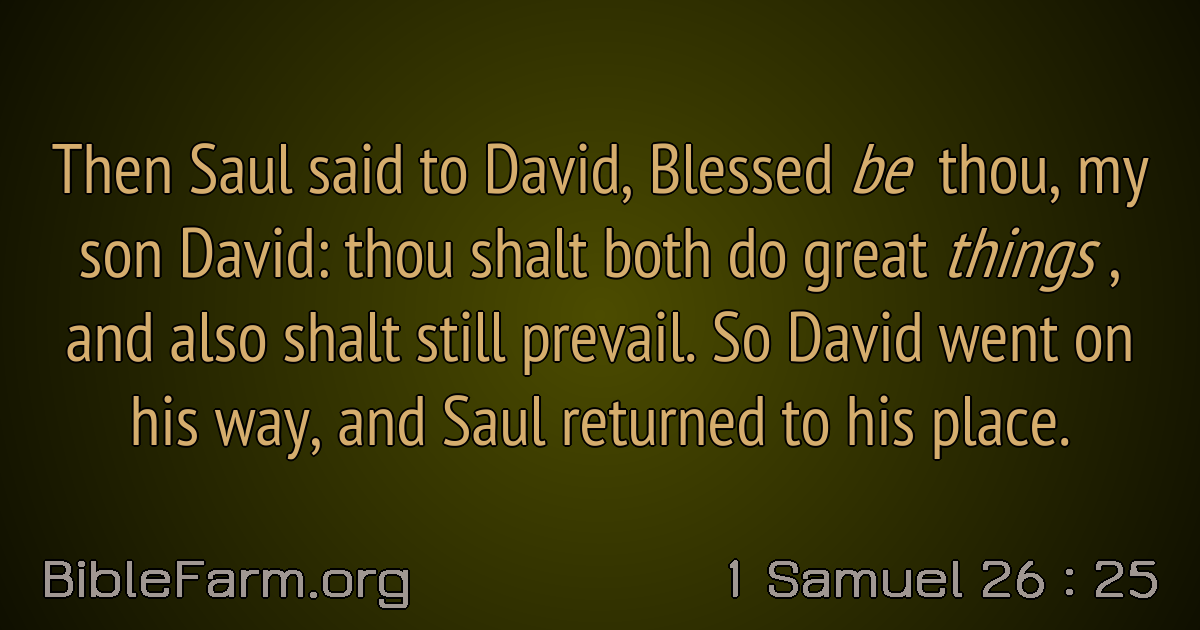 Then Saul said to David, Blessed be thou, my
son David: thou shalt both do great things ,
and also shalt still prevail. So David went on
his way, and Saul returned to his place.
BibleFarm.org
1 Samuel 26 : 25